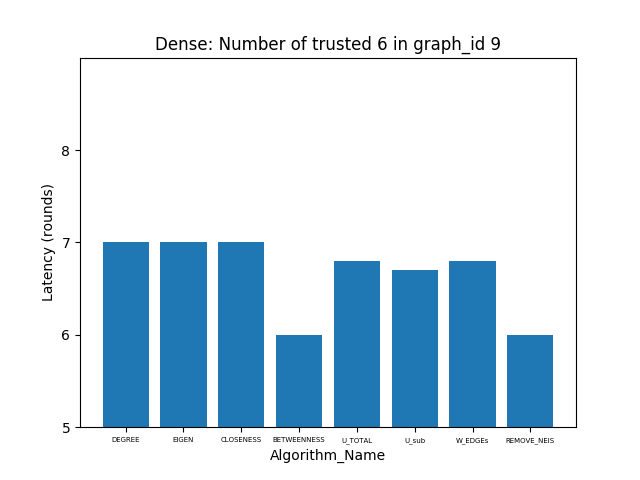 Dense: Number of trusted 6 in graph_id 9
Latency (rounds)
8
7
6
5
DEGREE EIGEN CLOSENESS BETWEENNESS U_TOTAL U_sub W_EDGEs REMOVE_NEIS
Algorithm_Name